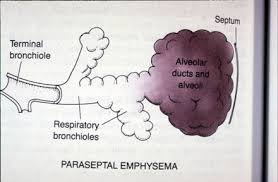 Septum
Terminal
bronchiole
Alveolar
ducts and
alveoli
Respiratory
bronchioles
PARASEPTAL EMPHYSEMA